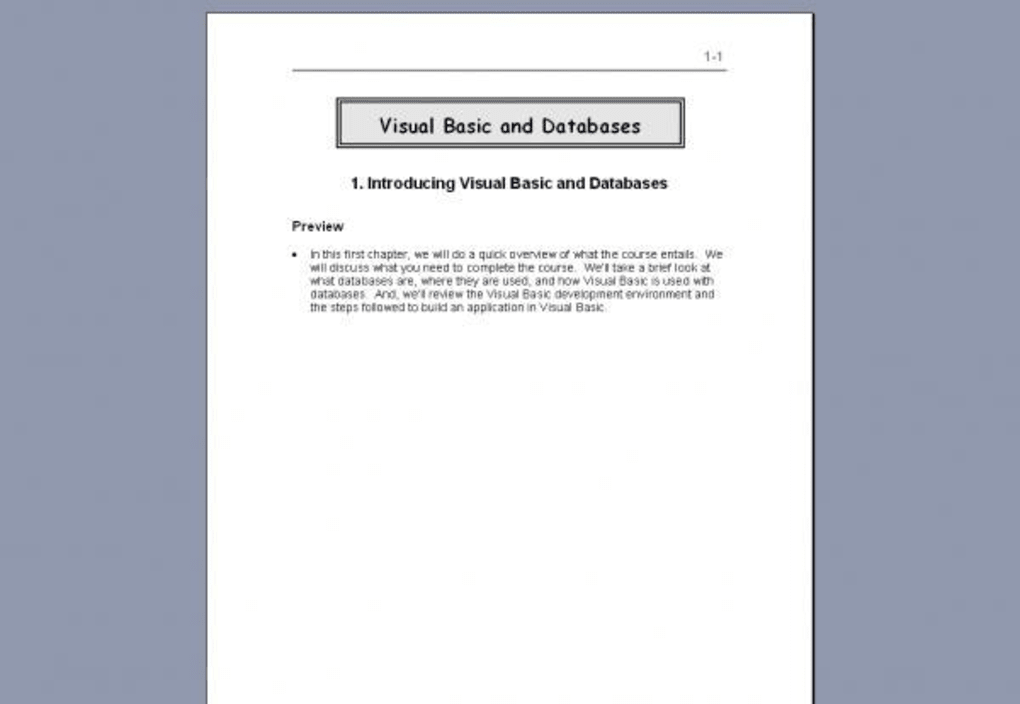 1-1
Visual Basic and Databases
1. Introducing Visual Basic and Databases
Preview
• In this first chapter, we will do a quick overview of what the course entails. We
will discuss what you need to complete the course. We'll take a brief look at
what databases are, where they are used, and how Visual Basic is used with
databases. And, we'll review the Visual Basic development environment and
the steps followed to build an application in Visual Basic.